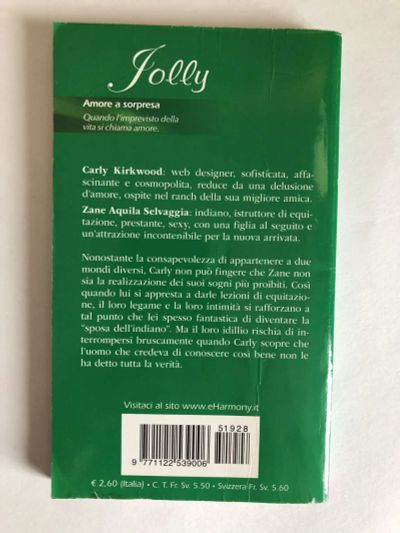 Jolly
Amore a sorpresa
Quando l'imprevisto della
vita si chiama amore.
Carly Kirkwood: web designer, sofisticata, affa-
scinante e cosmopolita, reduce da una delusione
d'amore, ospite nel ranch della sua migliore amica.
Zane Aquila Selvaggia: indiano, istruttore di equi-
tazione, prestante, sexy, con una figlia al seguito e
un'attrazione incontenibile per la nuova arrivata.
Nonostante la consapevolezza di appartenere a due
mondi diversi, Carly non può fingere che Zane non
sia la realizzazione dei suoi sogni più proibiti. Così
quando lui si appresta a darle lezioni di equitazio-
ne, il loro legame e la loro intimità si rafforzano a
tal punto che lei spesso fantastica di diventare la
"sposa dell'indiano". Ma il loro idillio rischia di in-
terrompersi bruscamente quando Carly scopre che
l'uomo che credeva di conoscere così bene non le
ha detto tutta la verità.
Visitaci al sito www.eHarmony.it
51928
9 771122 539006
€ 2,60 (Italia) • C. T. Fr. Sv. 5.50 • Svizzera Fr. Sv. 5.60